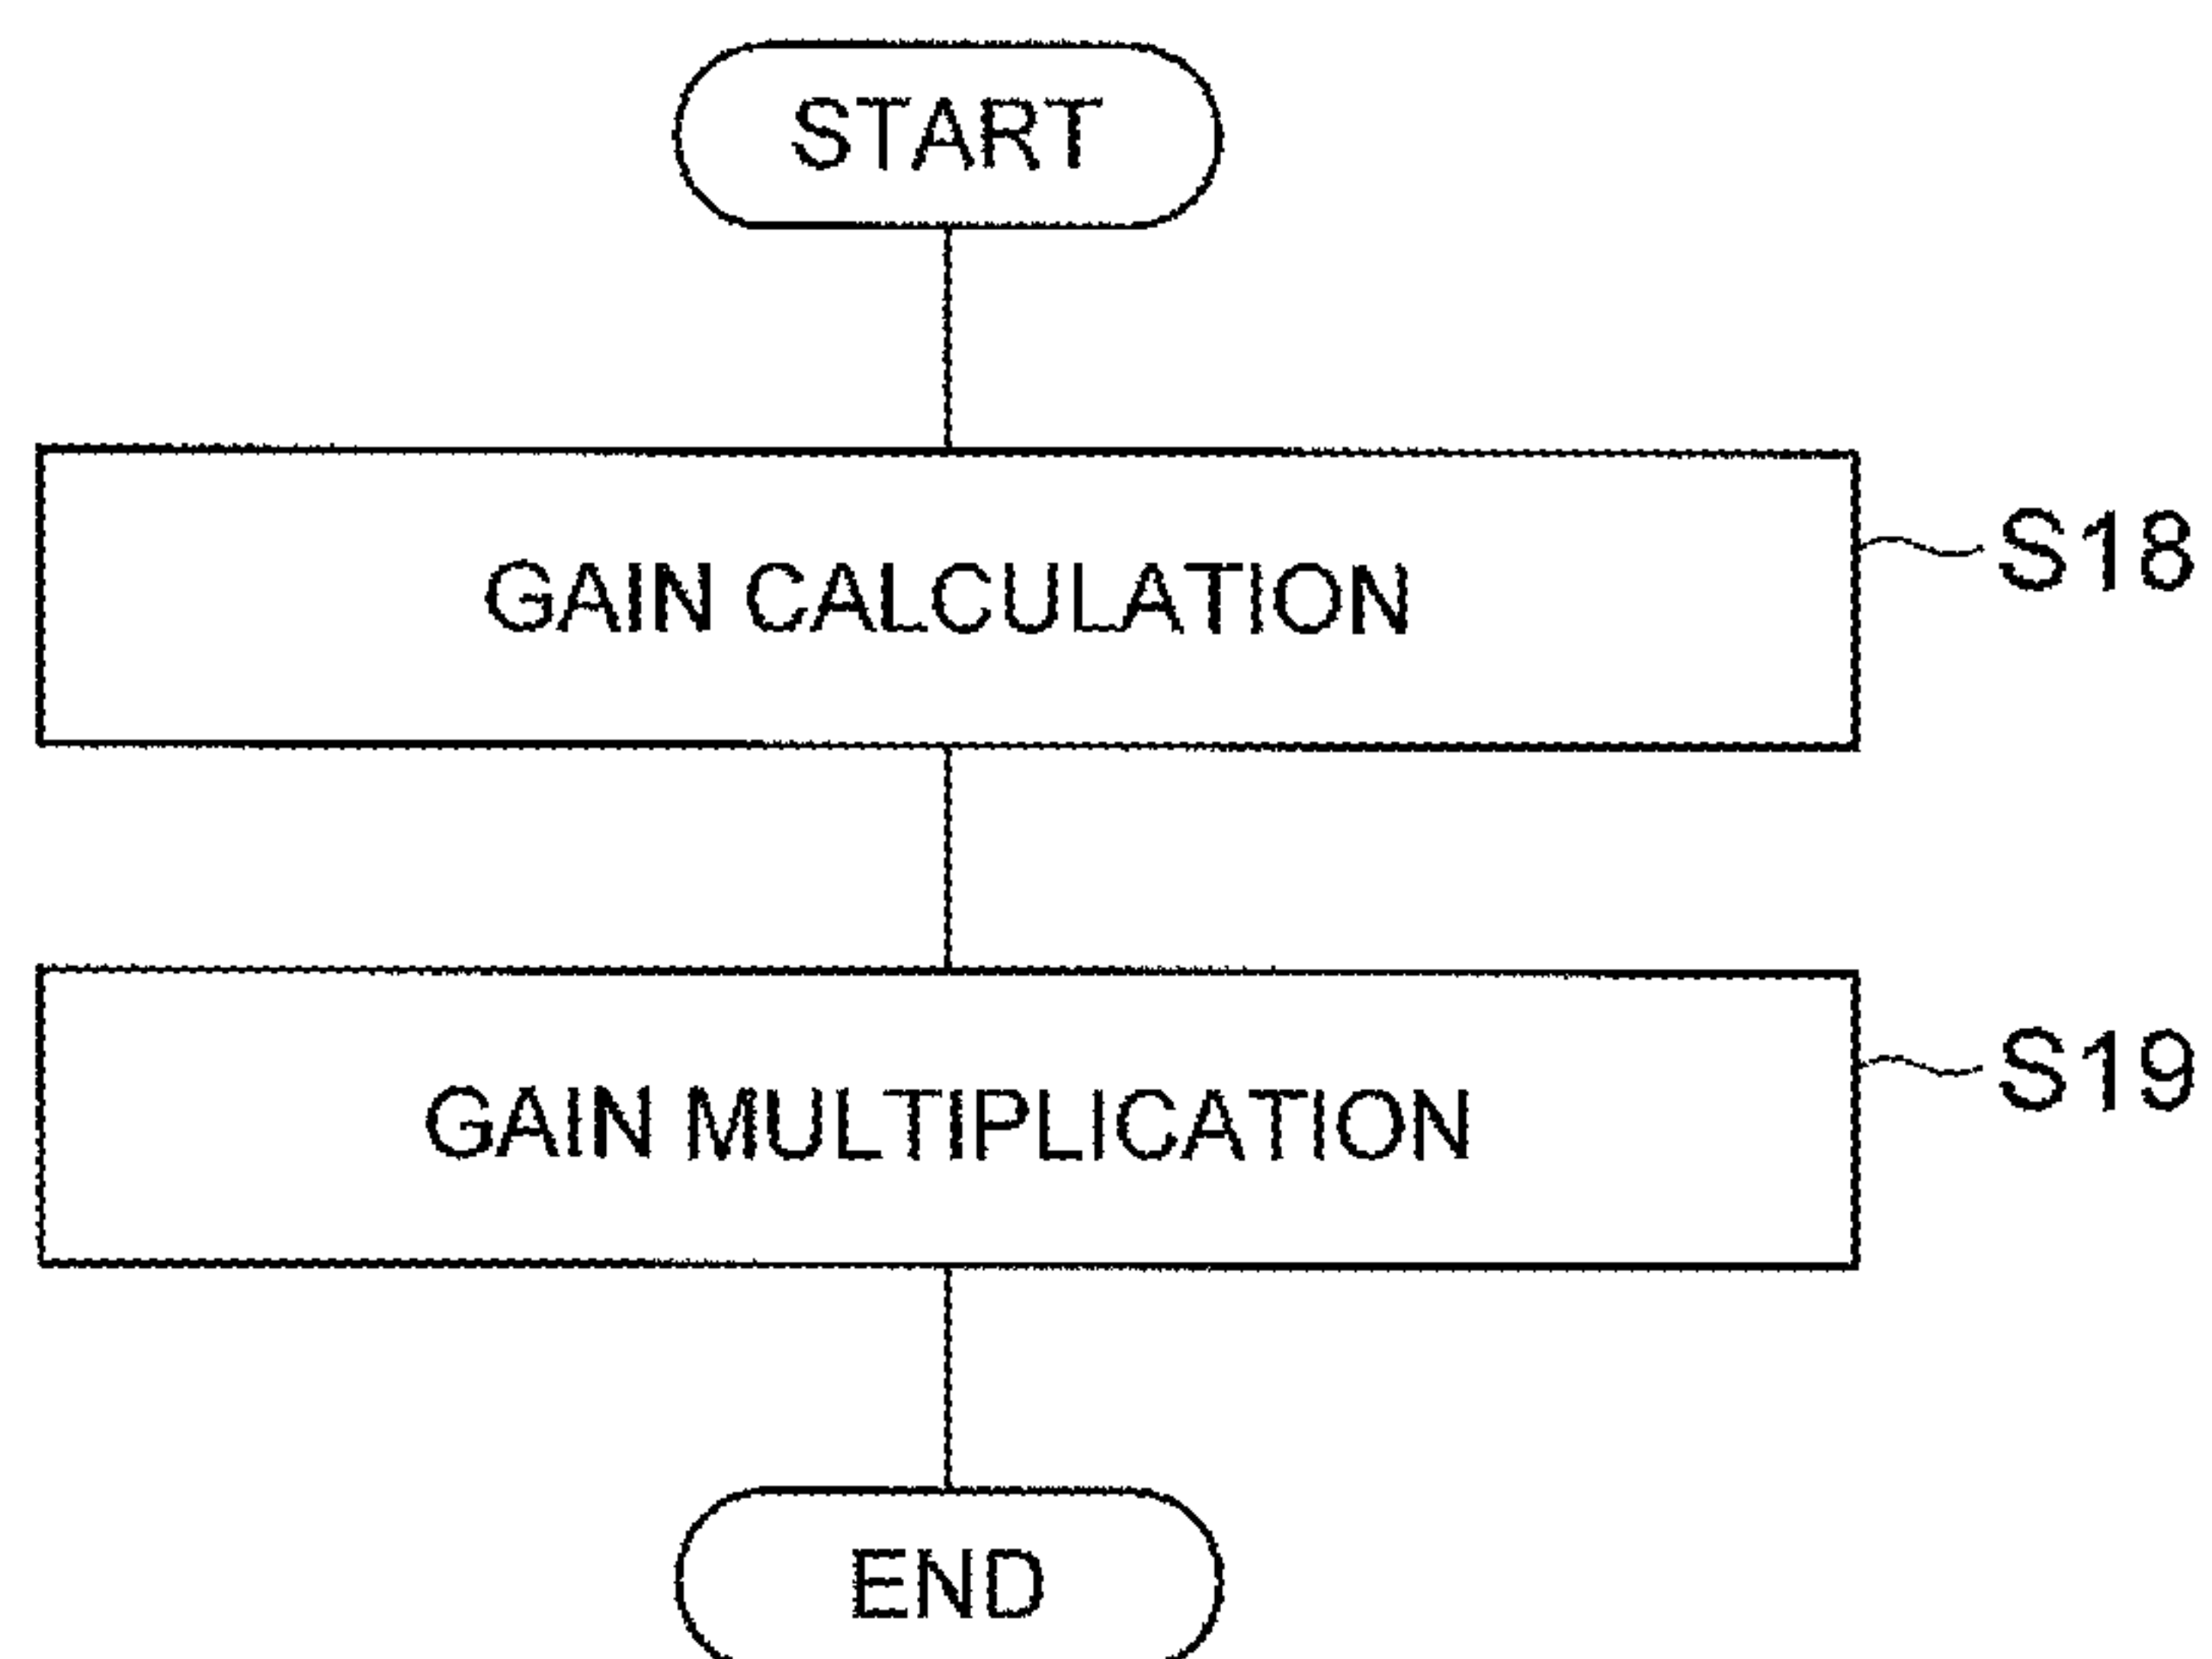 START
GAIN CALCULATION
S18
GAIN MULTIPLICATION
S19
END